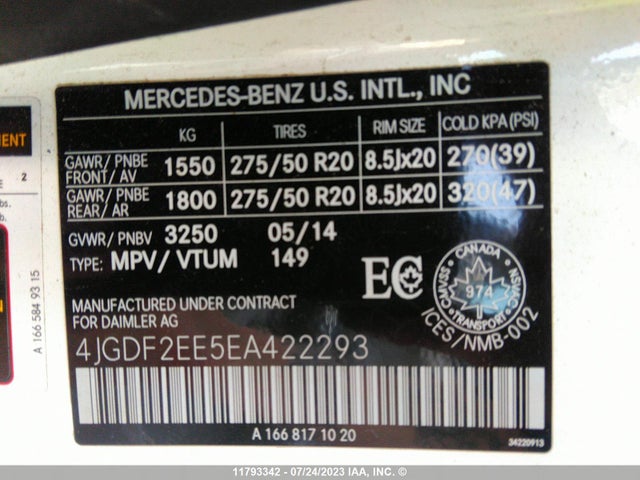 MERCEDES-BENZ U.S. INTL., INC
KG TIRES RIM SIZE COLD KPA (PSI)
GAWR/ PNBE FRONT/ AV 1550 275/50 R20 8.5Jx20 270(39)
GAWR/ PNBE REAR/ AR 1800 275/50 R20 8.5Jx20 320(47)
GVWR/ PNBV 3250 05/14
TYPE: MPV/ VTUM 149
EC
CANADA
CMVSS
NSVAC
974
TRANSPORT
ICES/NMB-002
MANUFACTURED UNDER CONTRACT
FOR DAIMLER AG
4JGDF2EE5EA422293
A 166 817 10 20
34220913
A 166 584 93 15
2
11793342 - 07/24/2023 IAA, INC. ©